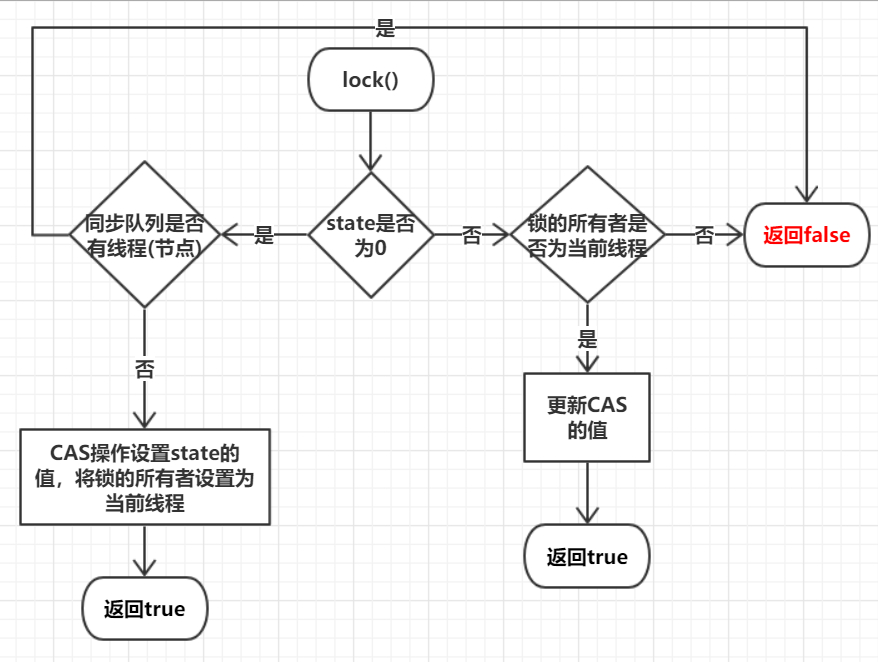 是
lock()
同步队列是否
有线程(节点)
是
state是否
为0
否
锁的所有者是
否为当前线程
否
返回false
否
是
更新CAS
的值
CAS操作设置state的
值，将锁的所有者设置为
当前线程
返回true
返回true